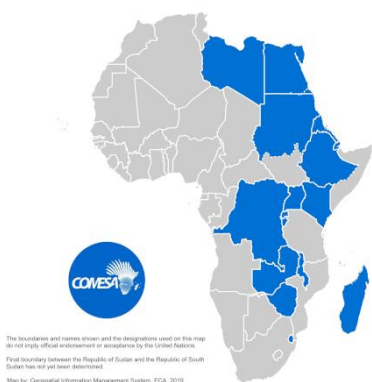 COMESA
The boundaries and names shown and the designations used on this map
do not imply official endorsement or acceptance by the United Nations.
Final boundary between the Republic of Sudan and the Republic of South
Sudan has not yet been determined.
Map by: Geospatial Information Management System, ECA, 2019